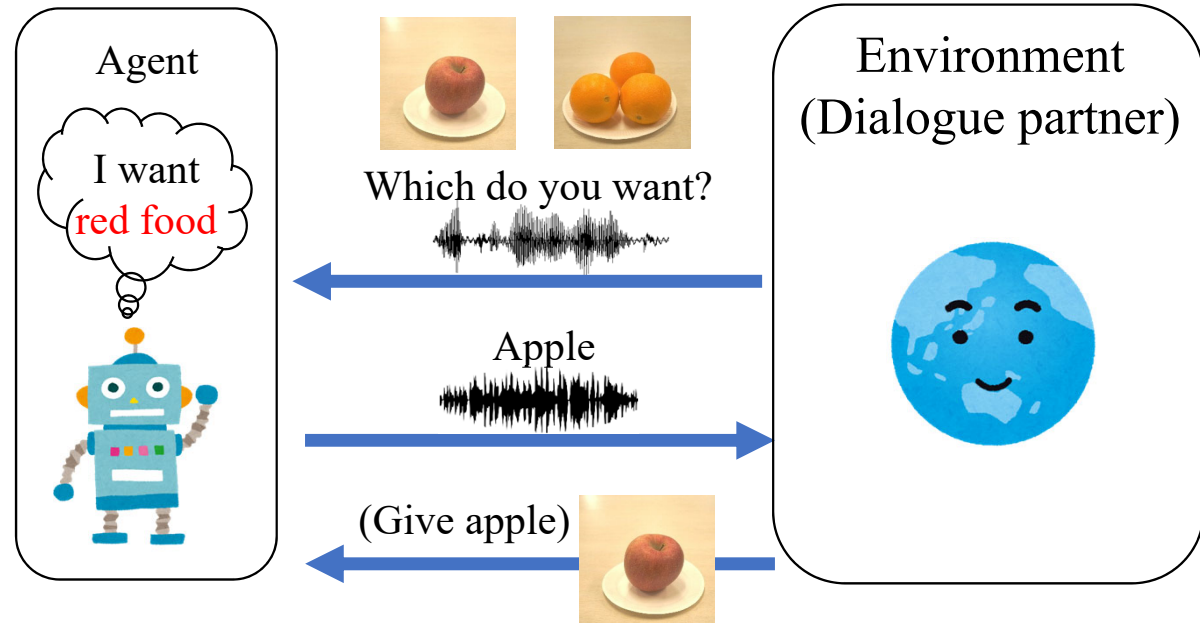 Agent
I want
red food
Which do you want?
Apple
(Give apple)
Environment
(Dialogue partner)